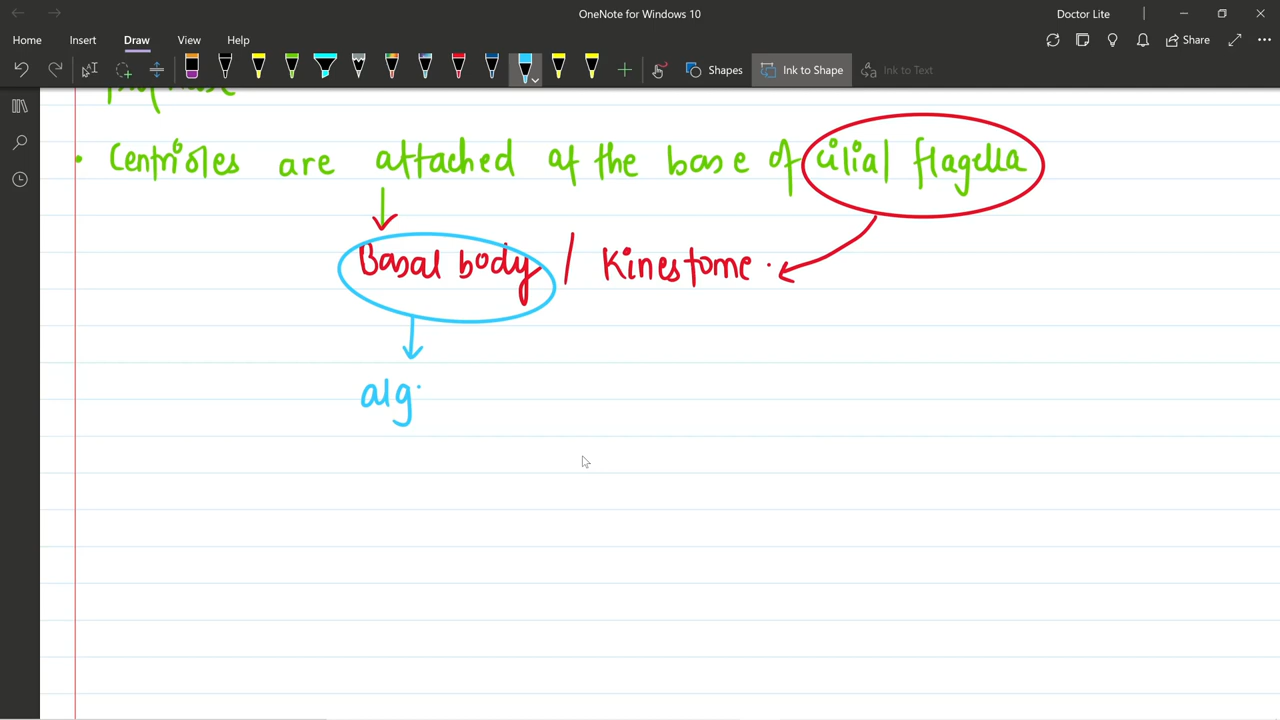 OneNote for Windows 10
Doctor Lite
Home Insert Draw View Help
Share
Shapes Ink to Shape Ink to Text
• Centrioles are attached at the base of cilial flagella
Basal body / Kinestome .
alg